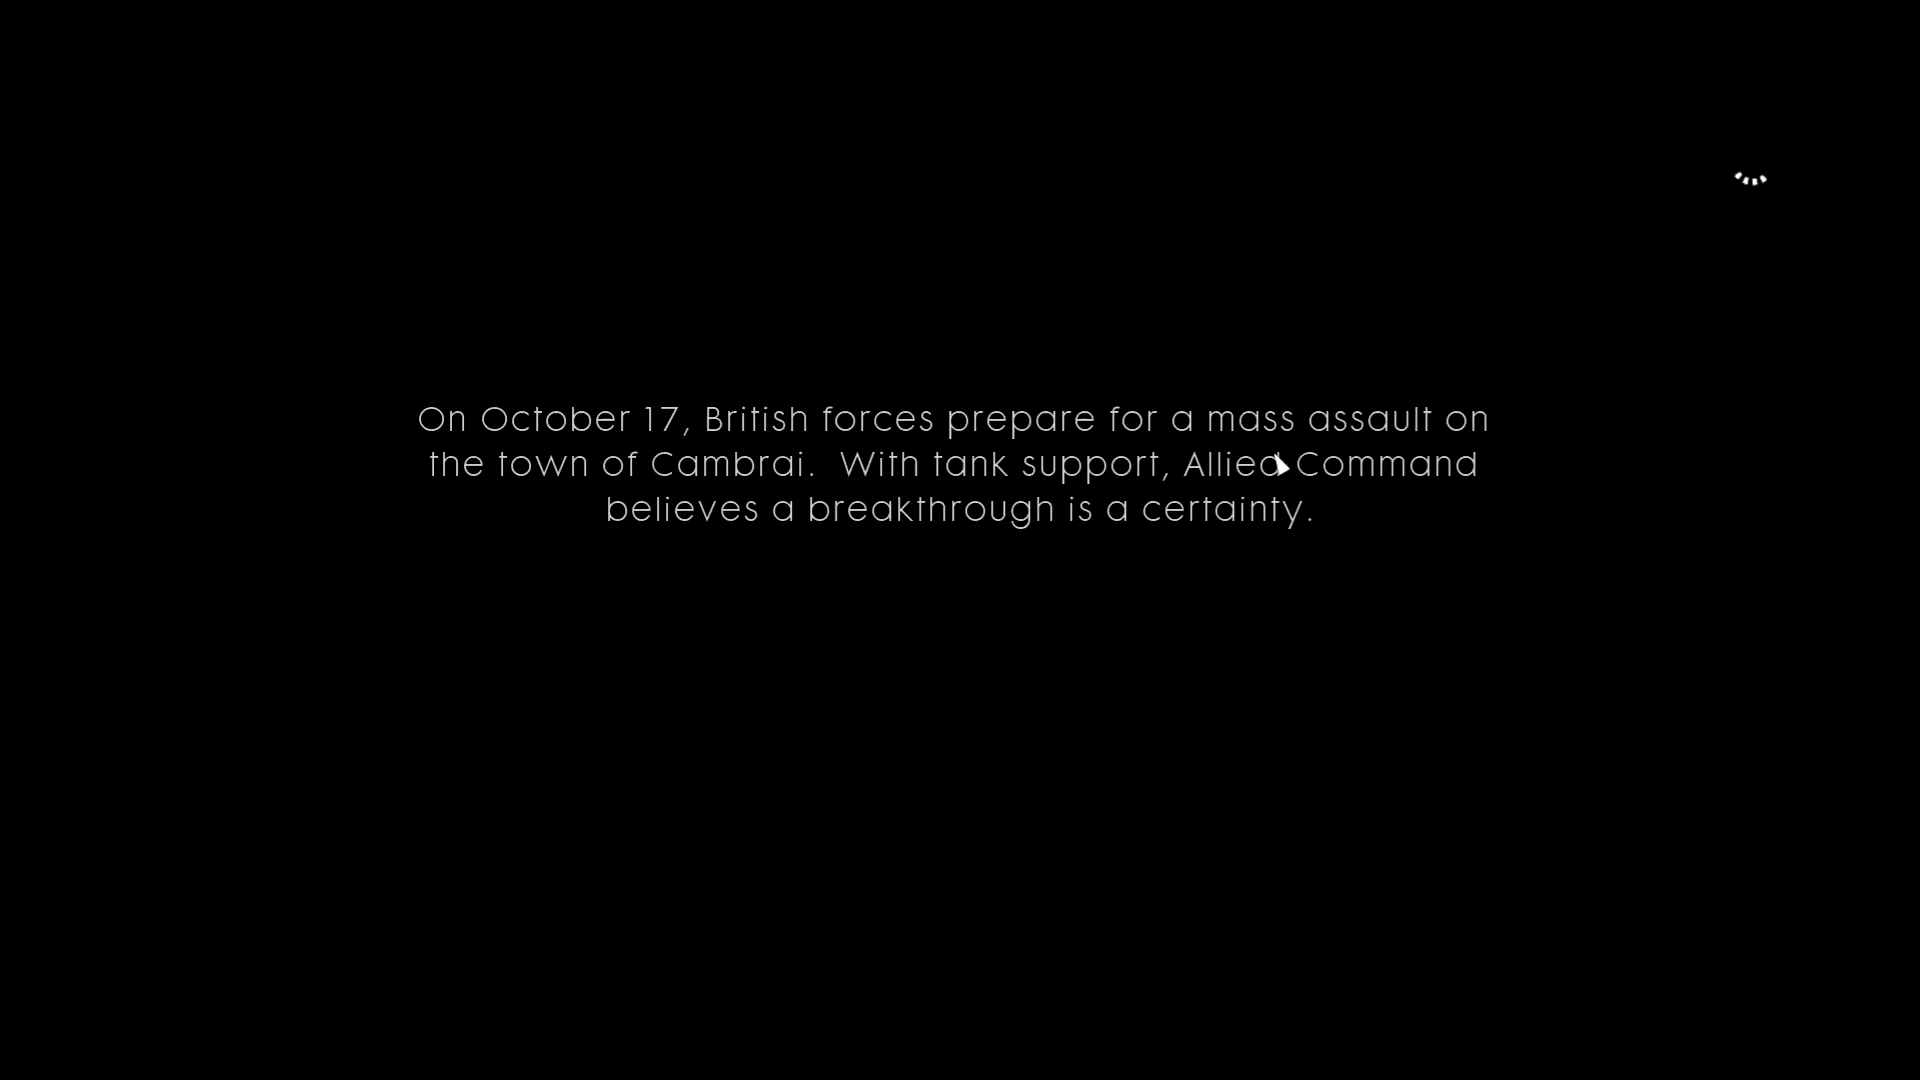 On October 17, British forces prepare for a mass assault on
the town of Cambrai.  With tank support, Allied Command
believes a breakthrough is a certainty.